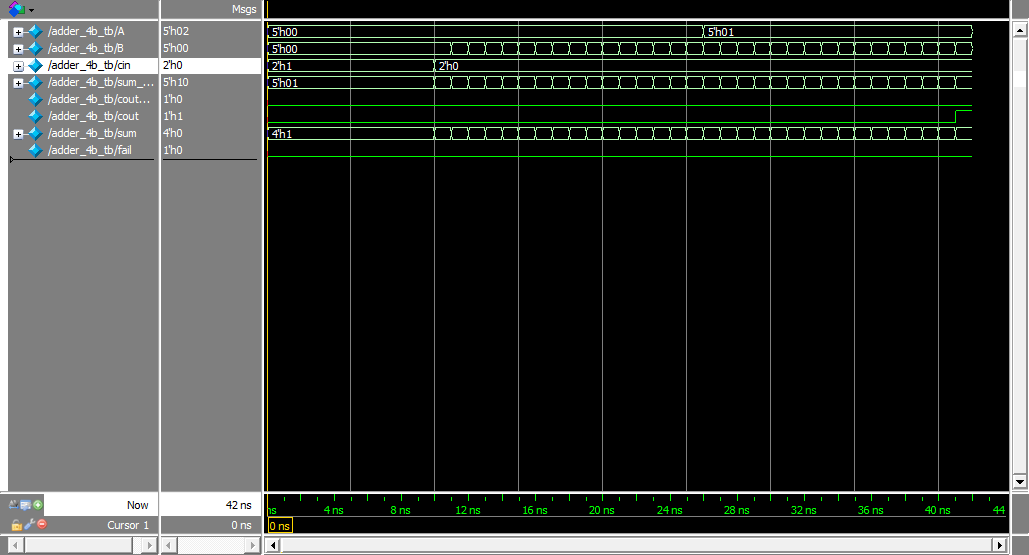 Msgs
/adder_4b_tb/A 5'h02 5'h00 5'h01
/adder_4b_tb/B 5'h00 5'h00
/adder_4b_tb/cin 2'h0 2'h1 2'h0
/adder_4b_tb/sum_... 5'h10 5'h01
/adder_4b_tb/cout... 1'h0
/adder_4b_tb/cout 1'h1
/adder_4b_tb/sum 4'h0 4'h1
/adder_4b_tb/fail 1'h0
Now 42 ns ns 4 ns 8 ns 12 ns 16 ns 20 ns 24 ns 28 ns 32 ns 36 ns 40 ns 44
Cursor 1 0 ns 0 ns